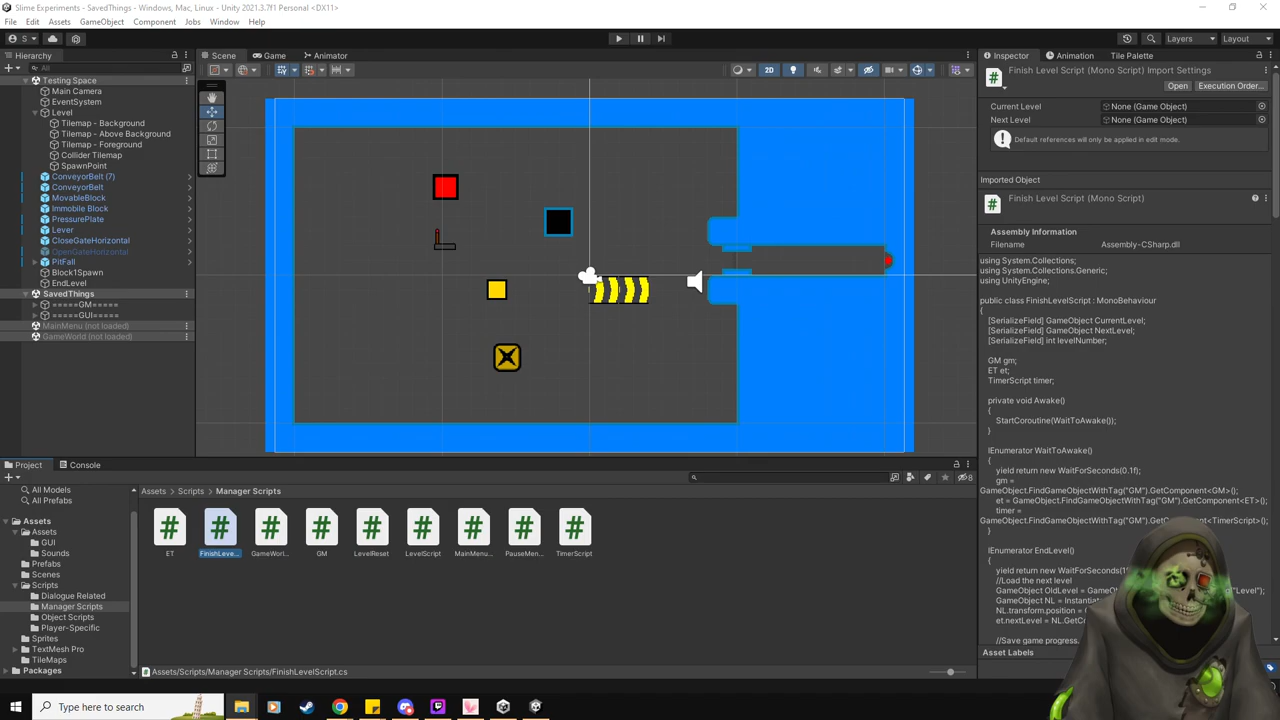 Slime Experiments - SavedThings - Windows, Mac, Linux - Unity 2021.3.7f1 Personal <DX11>
File Edit Assets GameObject Component Jobs Window Help
S Layers Layout
Hierarchy
All
Testing Space
Main Camera
EventSystem
Level
Tilemap - Background
Tilemap - Above Background
Tilemap - Foreground
Collider Tilemap
SpawnPoint
ConveyorBelt (7)
ConveyorBelt
MovableBlock
Immobile Block
PressurePlate
Lever
CloseGateHorizontal
OpenGateHorizontal
PitFall
Block1Spawn
EndLevel
SavedThings
=====GM=====
=====GUI=====
MainMenu (not loaded)
GameWorld (not loaded)
Scene Game Animator
2D
Inspector Animation Tile Palette
Finish Level Script (Mono Script) Import Settings
Open Execution Order...
Current Level None (Game Object)
Next Level None (Game Object)
Default references will only be applied in edit mode.
Imported Object
Finish Level Script (Mono Script)
Assembly Information
Filename Assembly-CSharp.dll
using System.Collections;
using System.Collections.Generic;
using UnityEngine;
public class FinishLevelScript : MonoBehaviour
{
[SerializeField] GameObject CurrentLevel;
[SerializeField] GameObject NextLevel;
[SerializeField] int levelNumber;
GM gm;
ET et;
TimerScript timer;
private void Awake()
{
StartCoroutine(WaitToAwake());
}
IEnumerator WaitToAwake()
{
yield return new WaitForSeconds(0.1f);
gm =
GameObject.FindGameObjectWithTag("GM").GetComponent<GM>();
et = GameObject.FindGameObjectWithTag("GM").GetComponent<ET>();
timer =
GameObject.FindGameObjectWithTag("GM").GetComponent<TimerScript>();
}
IEnumerator EndLevel()
{
yield return new WaitForSeconds(1
//Load the next level
GameObject OldLevel = Level");
GameObject NL = Instanti
NL.transform.position =
et.nextLevel = NL.GetC
//Save game progress.
Asset Labels
Project Console
8
All Models
All Prefabs
Assets
Assets
GUI
Sounds
Prefabs
Scenes
Scripts
Dialogue Related
Manager Scripts
Object Scripts
Player-Specific
Sprites
TextMesh Pro
TileMaps
Packages
Assets Scripts Manager Scripts
ET FinishLeve... GameWorl... GM LevelReset LevelScript MainMenu... PauseMen... TimerScript
Assets/Scripts/Manager Scripts/FinishLevelScript.cs
Type here to search